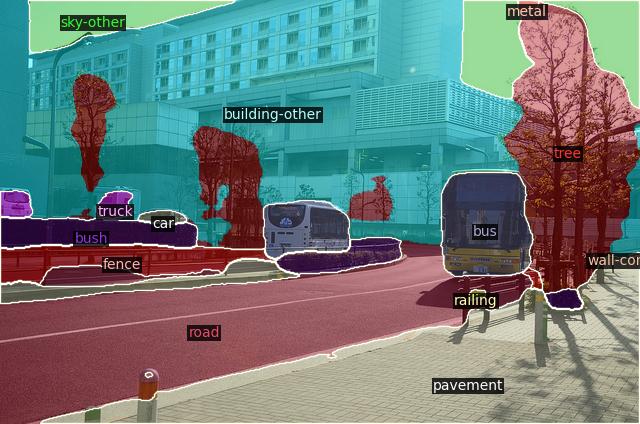 metal
sky-other
building-other
tree
truck
car
bus
bush
fence
wall-con
railing
road
pavement